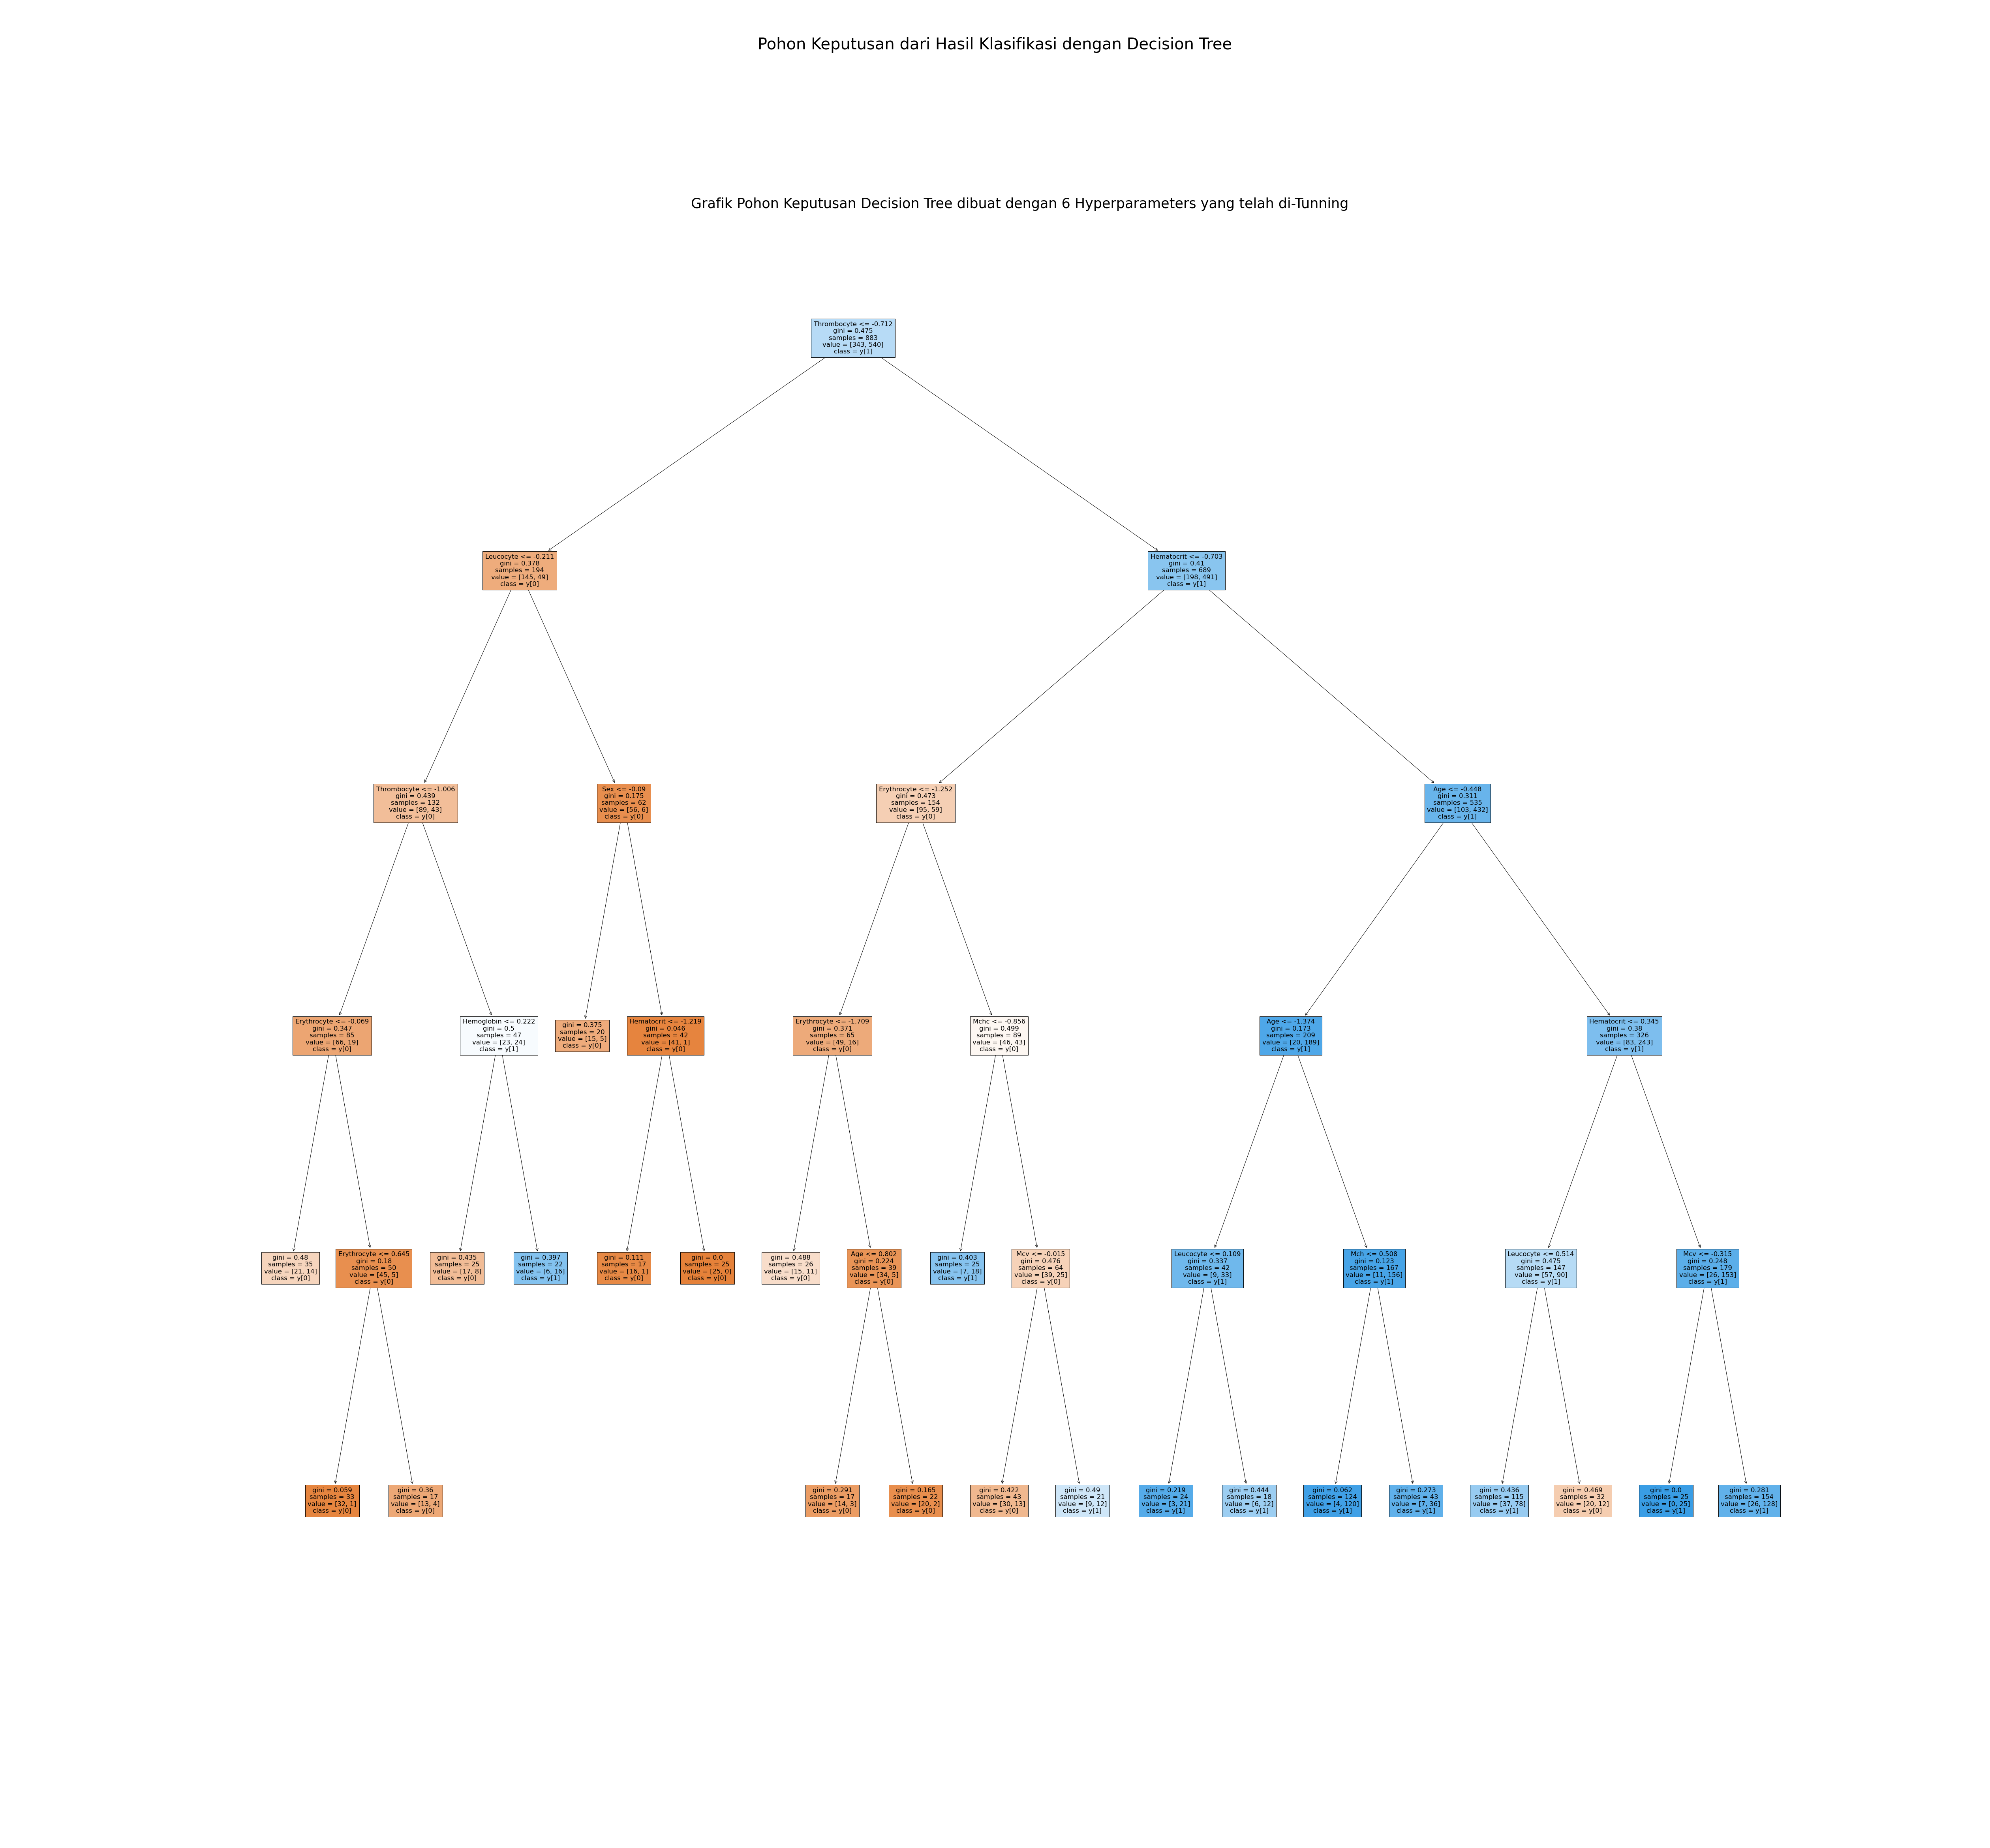 Pohon Keputusan dari Hasil Klasifikasi dengan Decision Tree
Grafik Pohon Keputusan Decision Tree dibuat dengan 6 Hyperparameters yang telah di-Tunning
Thrombocyte <= -0.712
gini = 0.475
samples = 883
value = [343, 540]
class = y[1]
Leucocyte <= -0.211
gini = 0.378
samples = 194
value = [145, 49]
class = y[0]
Hematocrit <= -0.703
gini = 0.41
samples = 689
value = [198, 491]
class = y[1]
Thrombocyte <= -1.006
gini = 0.439
samples = 132
value = [89, 43]
class = y[0]
Sex <= -0.09
gini = 0.175
samples = 62
value = [56, 6]
class = y[0]
Erythrocyte <= -1.252
gini = 0.473
samples = 154
value = [95, 59]
class = y[0]
Age <= -0.448
gini = 0.311
samples = 535
value = [103, 432]
class = y[1]
Erythrocyte <= -0.069
gini = 0.347
samples = 85
value = [66, 19]
class = y[0]
Hemoglobin <= 0.222
gini = 0.5
samples = 47
value = [23, 24]
class = y[1]
gini = 0.375
samples = 20
value = [15, 5]
class = y[0]
Hematocrit <= -1.219
gini = 0.046
samples = 42
value = [41, 1]
class = y[0]
Erythrocyte <= -1.709
gini = 0.371
samples = 65
value = [49, 16]
class = y[0]
Mchc <= -0.856
gini = 0.499
samples = 89
value = [46, 43]
class = y[0]
Age <= -1.374
gini = 0.173
samples = 209
value = [20, 189]
class = y[1]
Hematocrit <= 0.345
gini = 0.38
samples = 326
value = [83, 243]
class = y[1]
gini = 0.48
samples = 35
value = [21, 14]
class = y[0]
Erythrocyte <= 0.645
gini = 0.18
samples = 50
value = [45, 5]
class = y[0]
gini = 0.435
samples = 25
value = [17, 8]
class = y[0]
gini = 0.397
samples = 22
value = [6, 16]
class = y[1]
gini = 0.111
samples = 17
value = [16, 1]
class = y[0]
gini = 0.0
samples = 25
value = [25, 0]
class = y[0]
gini = 0.488
samples = 26
value = [15, 11]
class = y[0]
Age <= 0.802
gini = 0.224
samples = 39
value = [34, 5]
class = y[0]
gini = 0.403
samples = 25
value = [7, 18]
class = y[1]
Mcv <= -0.015
gini = 0.476
samples = 64
value = [39, 25]
class = y[0]
Leucocyte <= 0.109
gini = 0.337
samples = 42
value = [9, 33]
class = y[1]
Mch <= 0.508
gini = 0.123
samples = 167
value = [11, 156]
class = y[1]
Leucocyte <= 0.514
gini = 0.475
samples = 147
value = [57, 90]
class = y[1]
Mcv <= -0.315
gini = 0.248
samples = 179
value = [26, 153]
class = y[1]
gini = 0.059
samples = 33
value = [32, 1]
class = y[0]
gini = 0.36
samples = 17
value = [13, 4]
class = y[0]
gini = 0.291
samples = 17
value = [14, 3]
class = y[0]
gini = 0.165
samples = 22
value = [20, 2]
class = y[0]
gini = 0.422
samples = 43
value = [30, 13]
class = y[0]
gini = 0.49
samples = 21
value = [9, 12]
class = y[1]
gini = 0.219
samples = 24
value = [3, 21]
class = y[1]
gini = 0.444
samples = 18
value = [6, 12]
class = y[1]
gini = 0.062
samples = 124
value = [4, 120]
class = y[1]
gini = 0.273
samples = 43
value = [7, 36]
class = y[1]
gini = 0.436
samples = 115
value = [37, 78]
class = y[1]
gini = 0.469
samples = 32
value = [20, 12]
class = y[0]
gini = 0.0
samples = 25
value = [0, 25]
class = y[1]
gini = 0.281
samples = 154
value = [26, 128]
class = y[1]